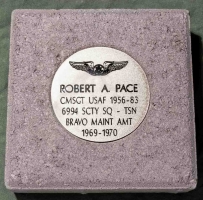 ROBERT A. PACE
CMSGT USAF 1956-83
6994 SCTY SQ - TSN
BRAVO MAINT AMT
1969-1970